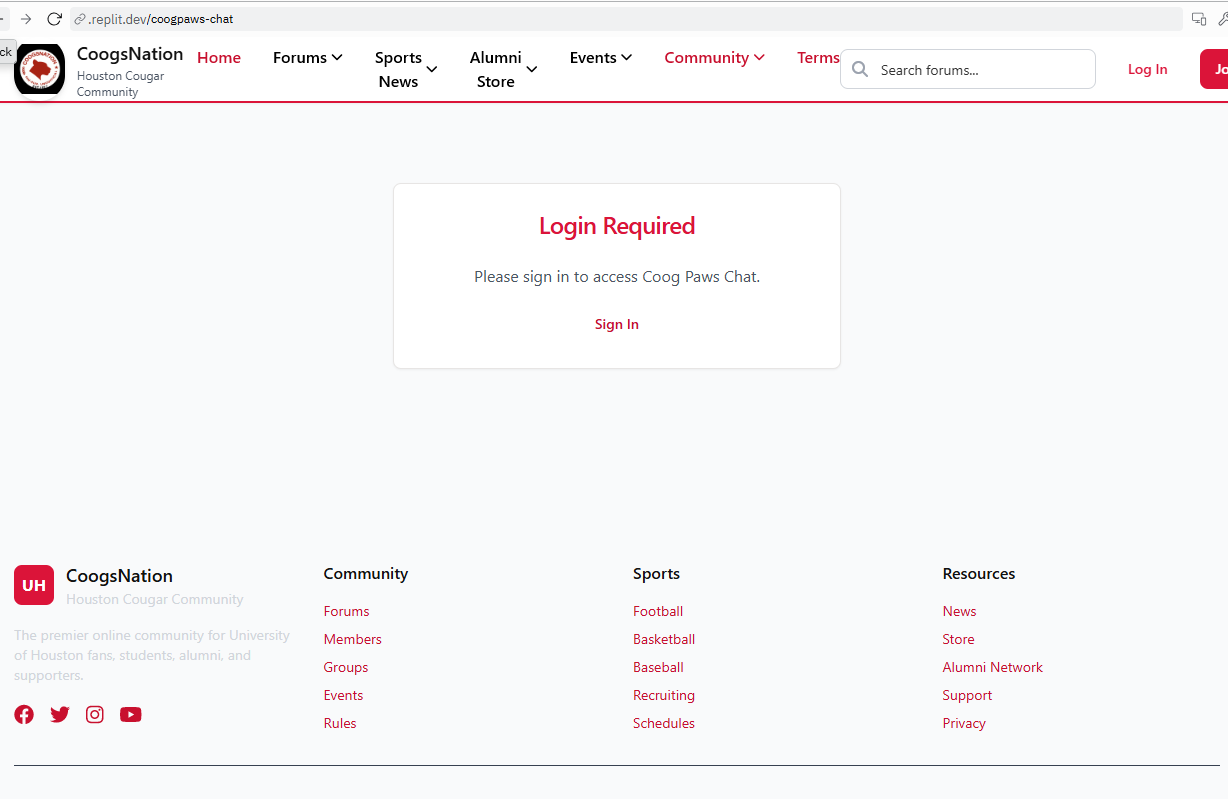 .replit.dev/coogpaws-chat
ck
CoogsNation
Houston Cougar
Community
Home
Forums
Sports
News
Alumni
Store
Events
Community
Terms
Search forums...
Log In
Jo
Login Required
Please sign in to access Coog Paws Chat.
Sign In
UH
CoogsNation
Houston Cougar Community
The premier online community for University
of Houston fans, students, alumni, and
supporters.
Community
Forums
Members
Groups
Events
Rules
Sports
Football
Basketball
Baseball
Recruiting
Schedules
Resources
News
Store
Alumni Network
Support
Privacy